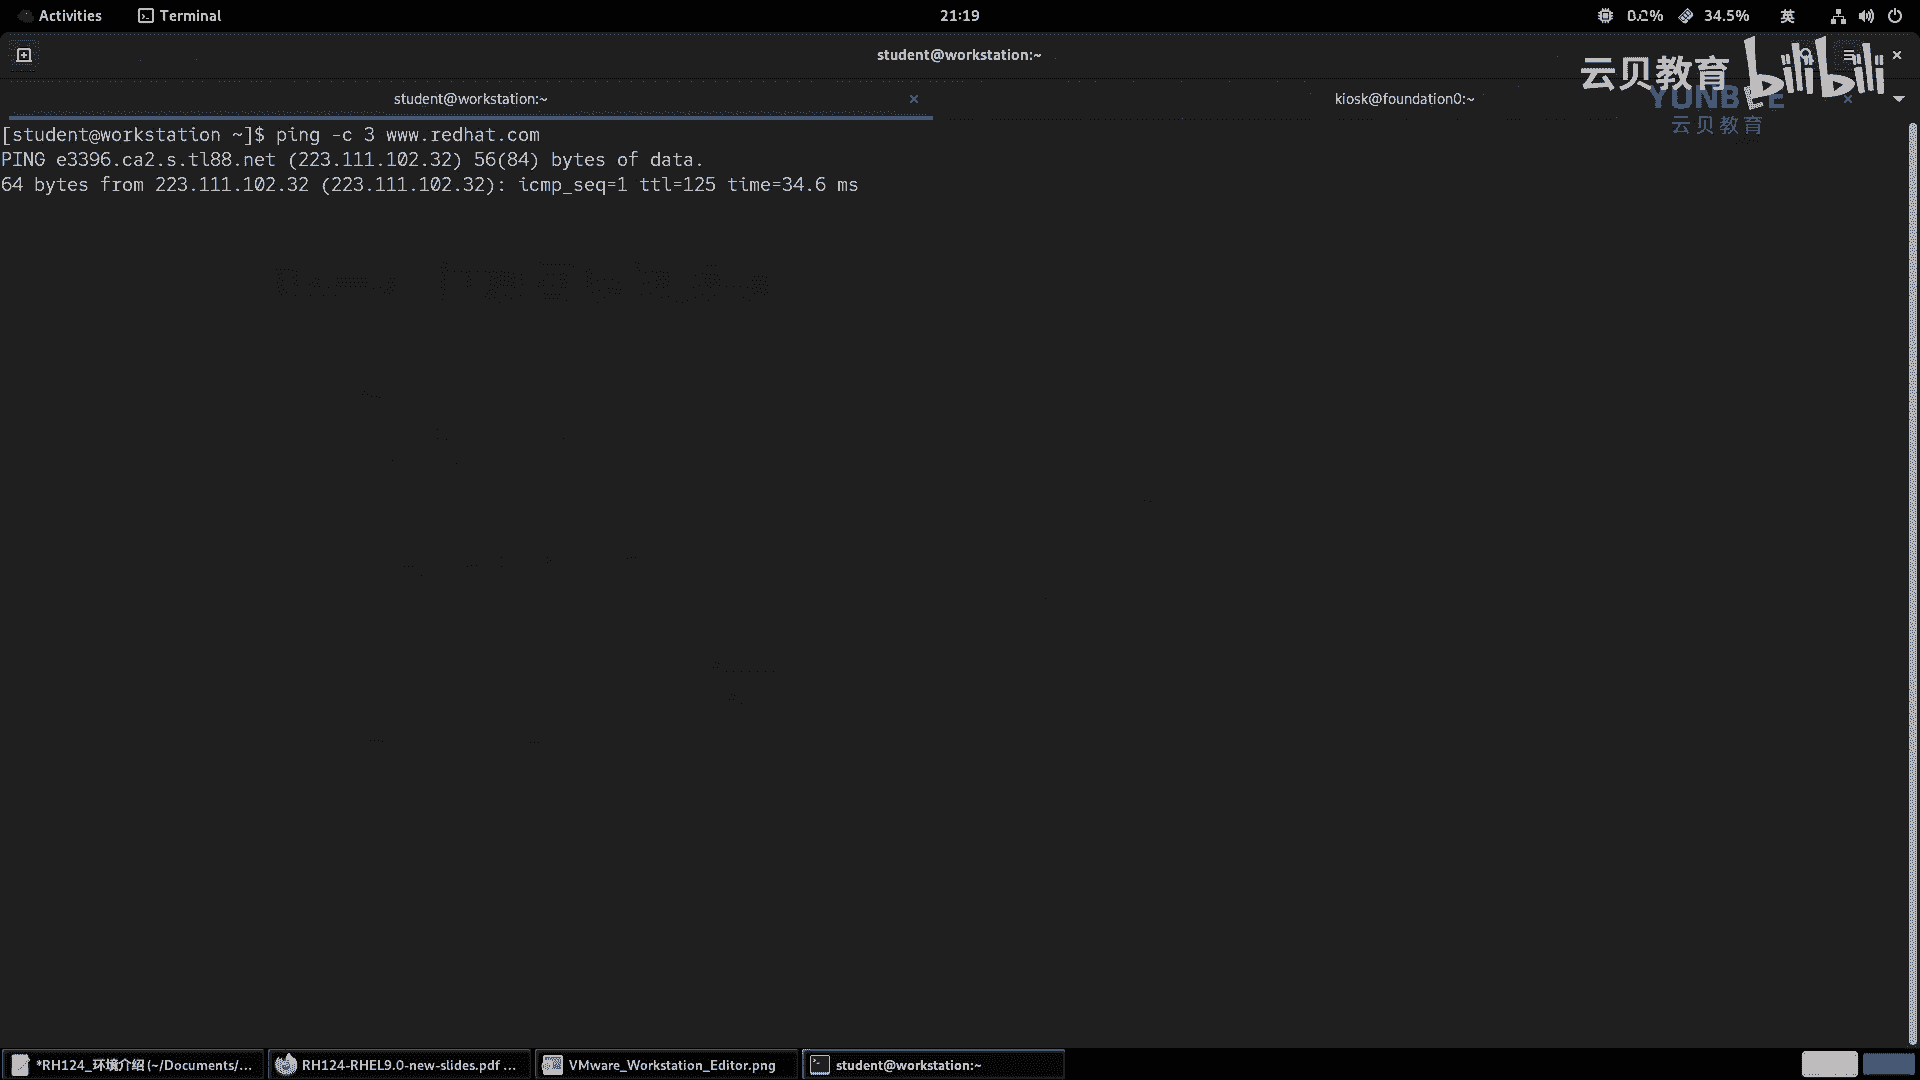 Activities
Terminal
21:19
0.2%
34.5%
英
student@workstation:~
云贝教育
bilibili
student@workstation:~
kiosk@foundation0:~
云贝教育
[student@workstation ~]$ ping -c 3 www.redhat.com
PING e3396.ca2.s.tl88.net (223.111.102.32) 56(84) bytes of data.
64 bytes from 223.111.102.32 (223.111.102.32): icmp_seq=1 ttl=125 time=34.6 ms
*RH124_环境介绍 (~/Documents/...
RH124-RHEL9.0-new-slides.pdf ...
VMware_Workstation_Editor.png
student@workstation:~